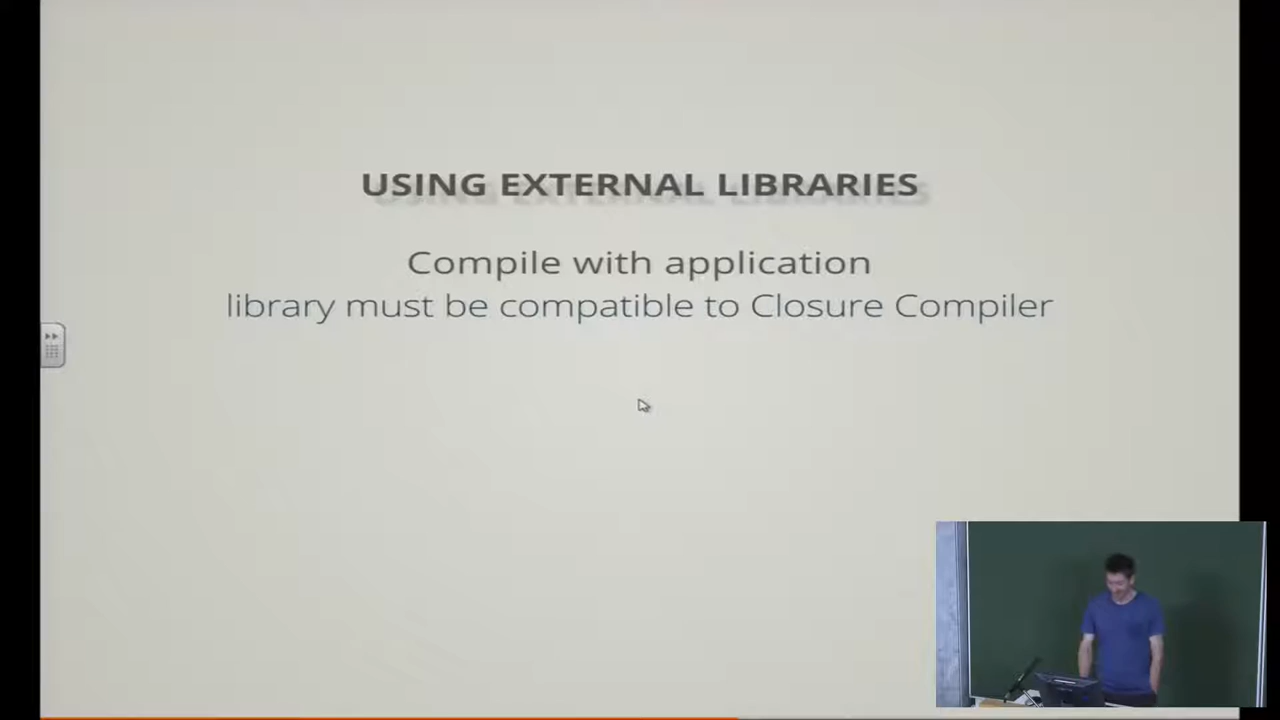 USING EXTERNAL LIBRARIES
Compile with application
library must be compatible to Closure Compiler